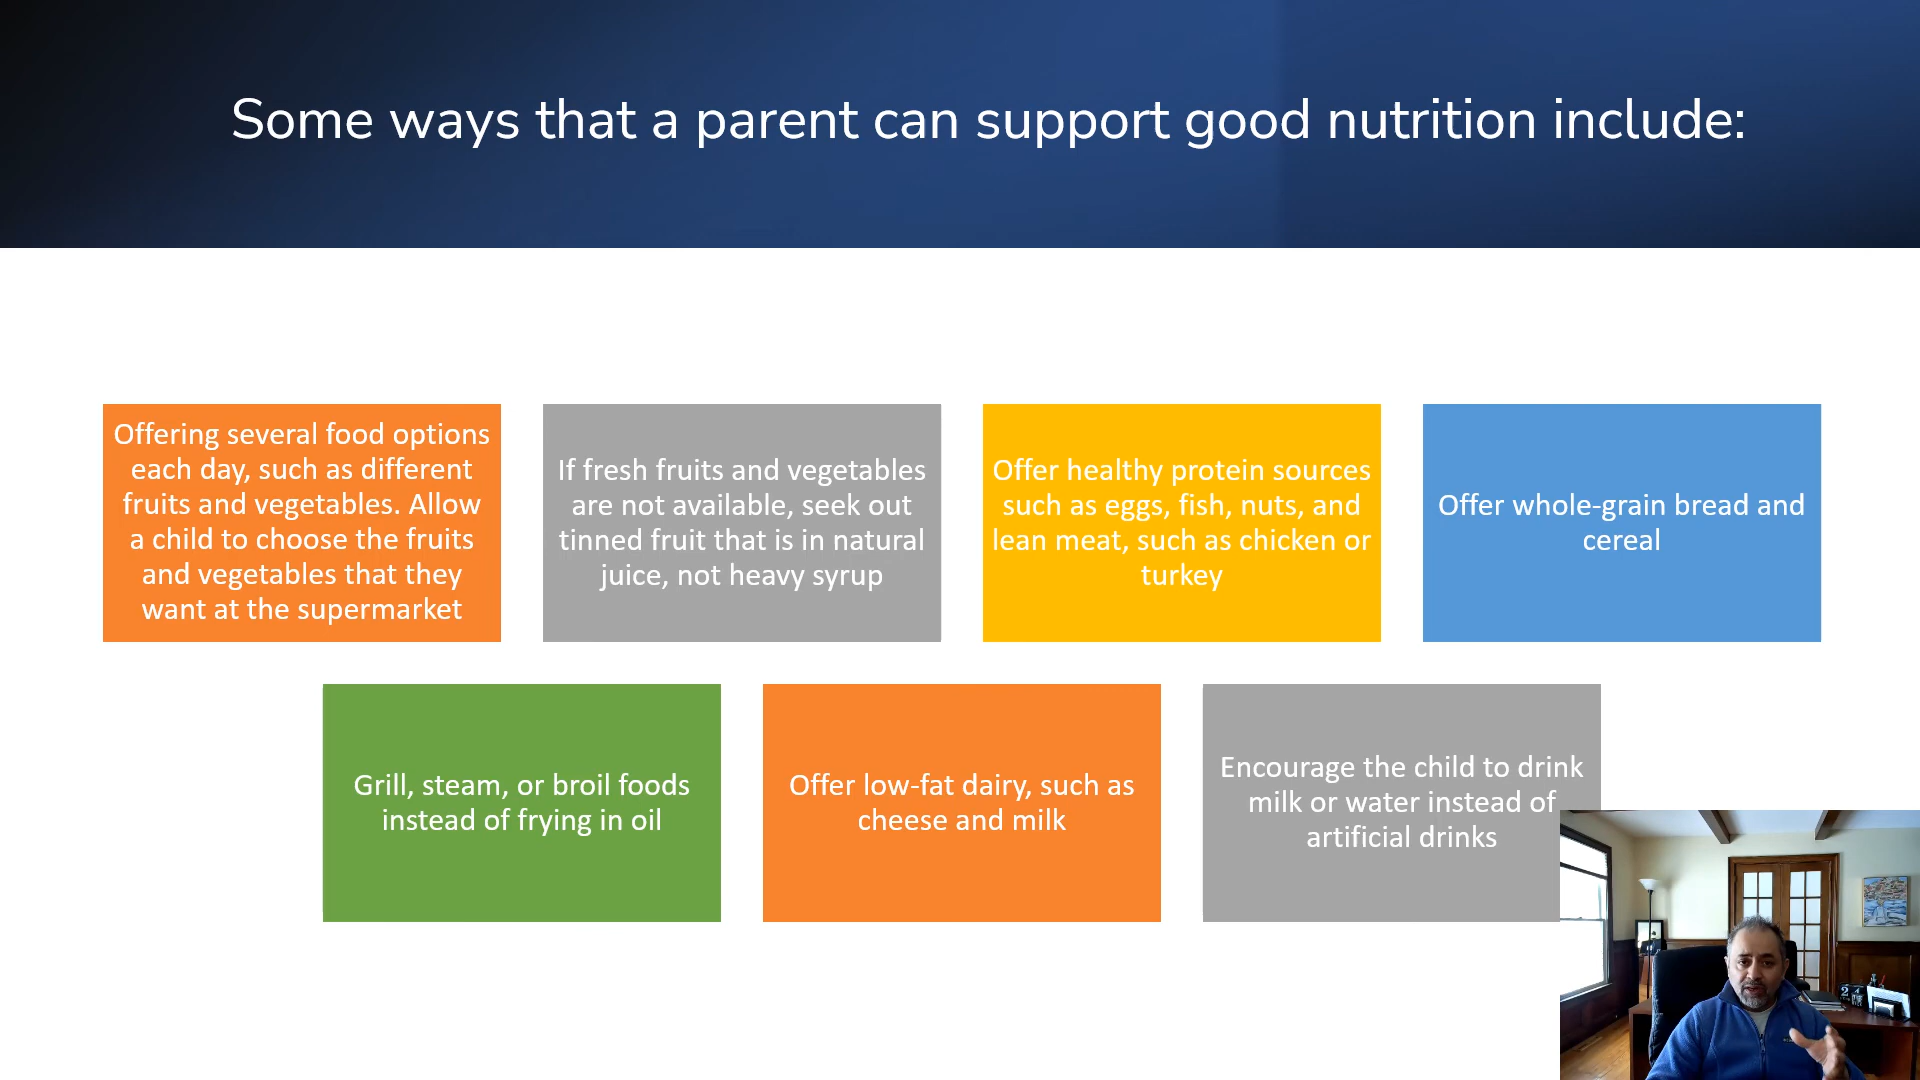 Some ways that a parent can support good nutrition include:
Offering several food options
each day, such as different
fruits and vegetables. Allow
a child to choose the fruits
and vegetables that they
want at the supermarket
If fresh fruits and vegetables
are not available, seek out
tinned fruit that is in natural
juice, not heavy syrup
Offer healthy protein sources
such as eggs, fish, nuts, and
lean meat, such as chicken or
turkey
Offer whole-grain bread and
cereal
Grill, steam, or broil foods
instead of frying in oil
Offer low-fat dairy, such as
cheese and milk
Encourage the child to drink
milk or water instead of
artificial drinks